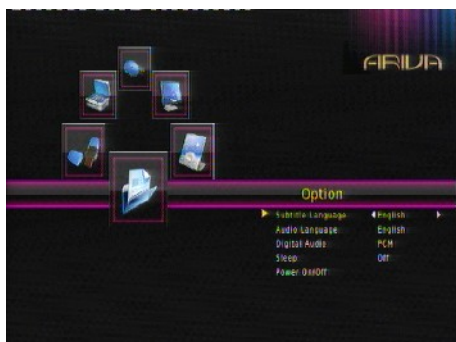 ARIVA
Option
Subtitle Language English
Audio Language English
Digital Audio PCM
Sleep Off
Power On/Off